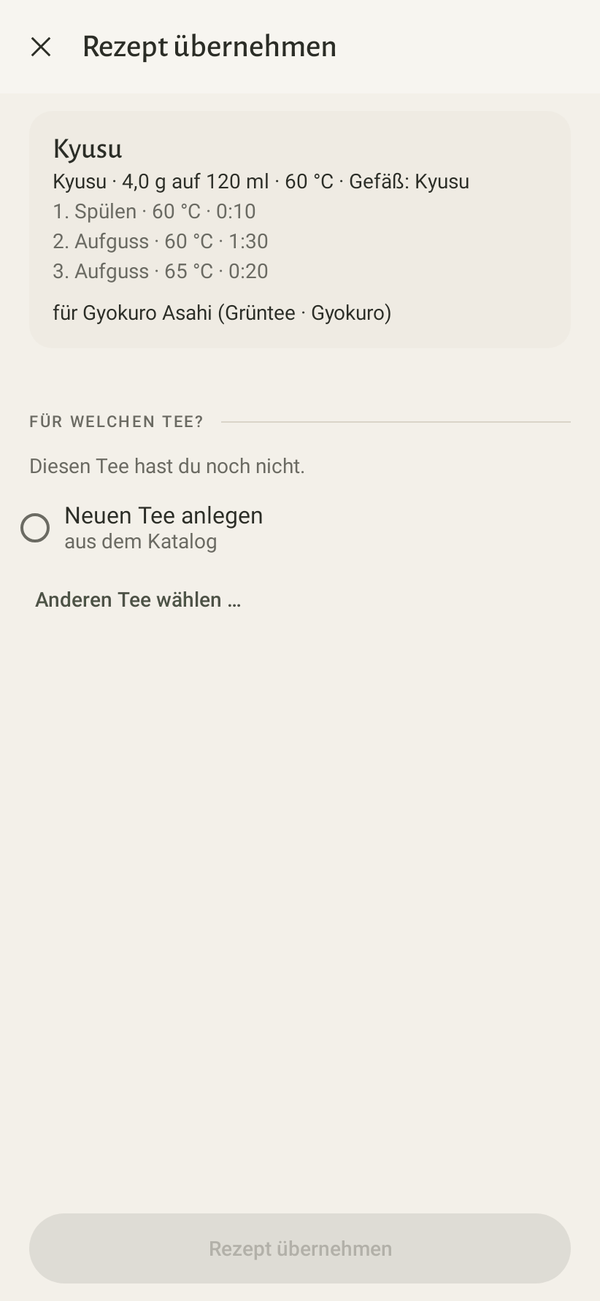 Rezept übernehmen
Kyusu
Kyusu · 4,0 g auf 120 ml · 60 °C · Gefäß: Kyusu
1. Spülen · 60 °C · 0:10
2. Aufguss · 60 °C · 1:30
3. Aufguss · 65 °C · 0:20
für Gyokuro Asahi (Grüntee · Gyokuro)
FÜR WELCHEN TEE?
Diesen Tee hast du noch nicht.
Neuen Tee anlegen
aus dem Katalog
Anderen Tee wählen …
Rezept übernehmen